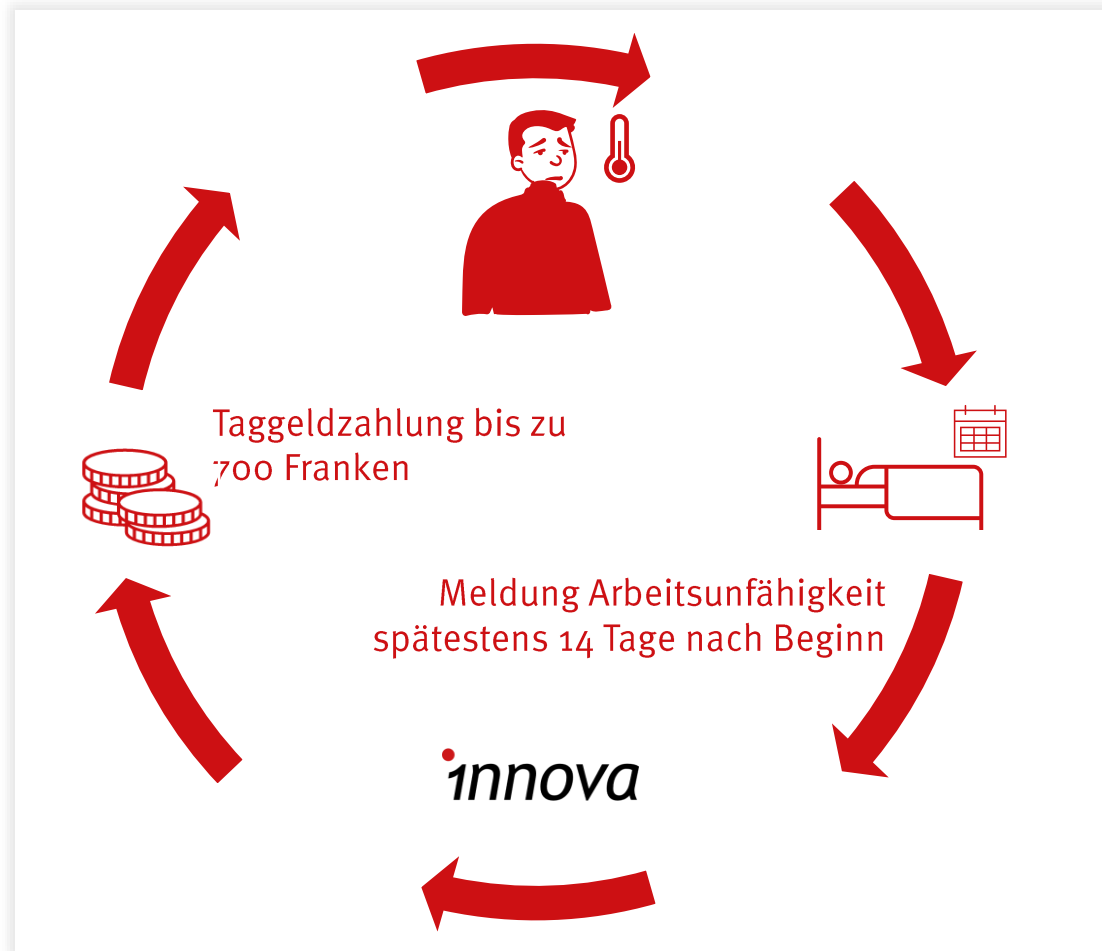 Taggeldzahlung bis zu
700 Franken
Meldung Arbeitsunfähigkeit
spätestens 14 Tage nach Beginn
innova